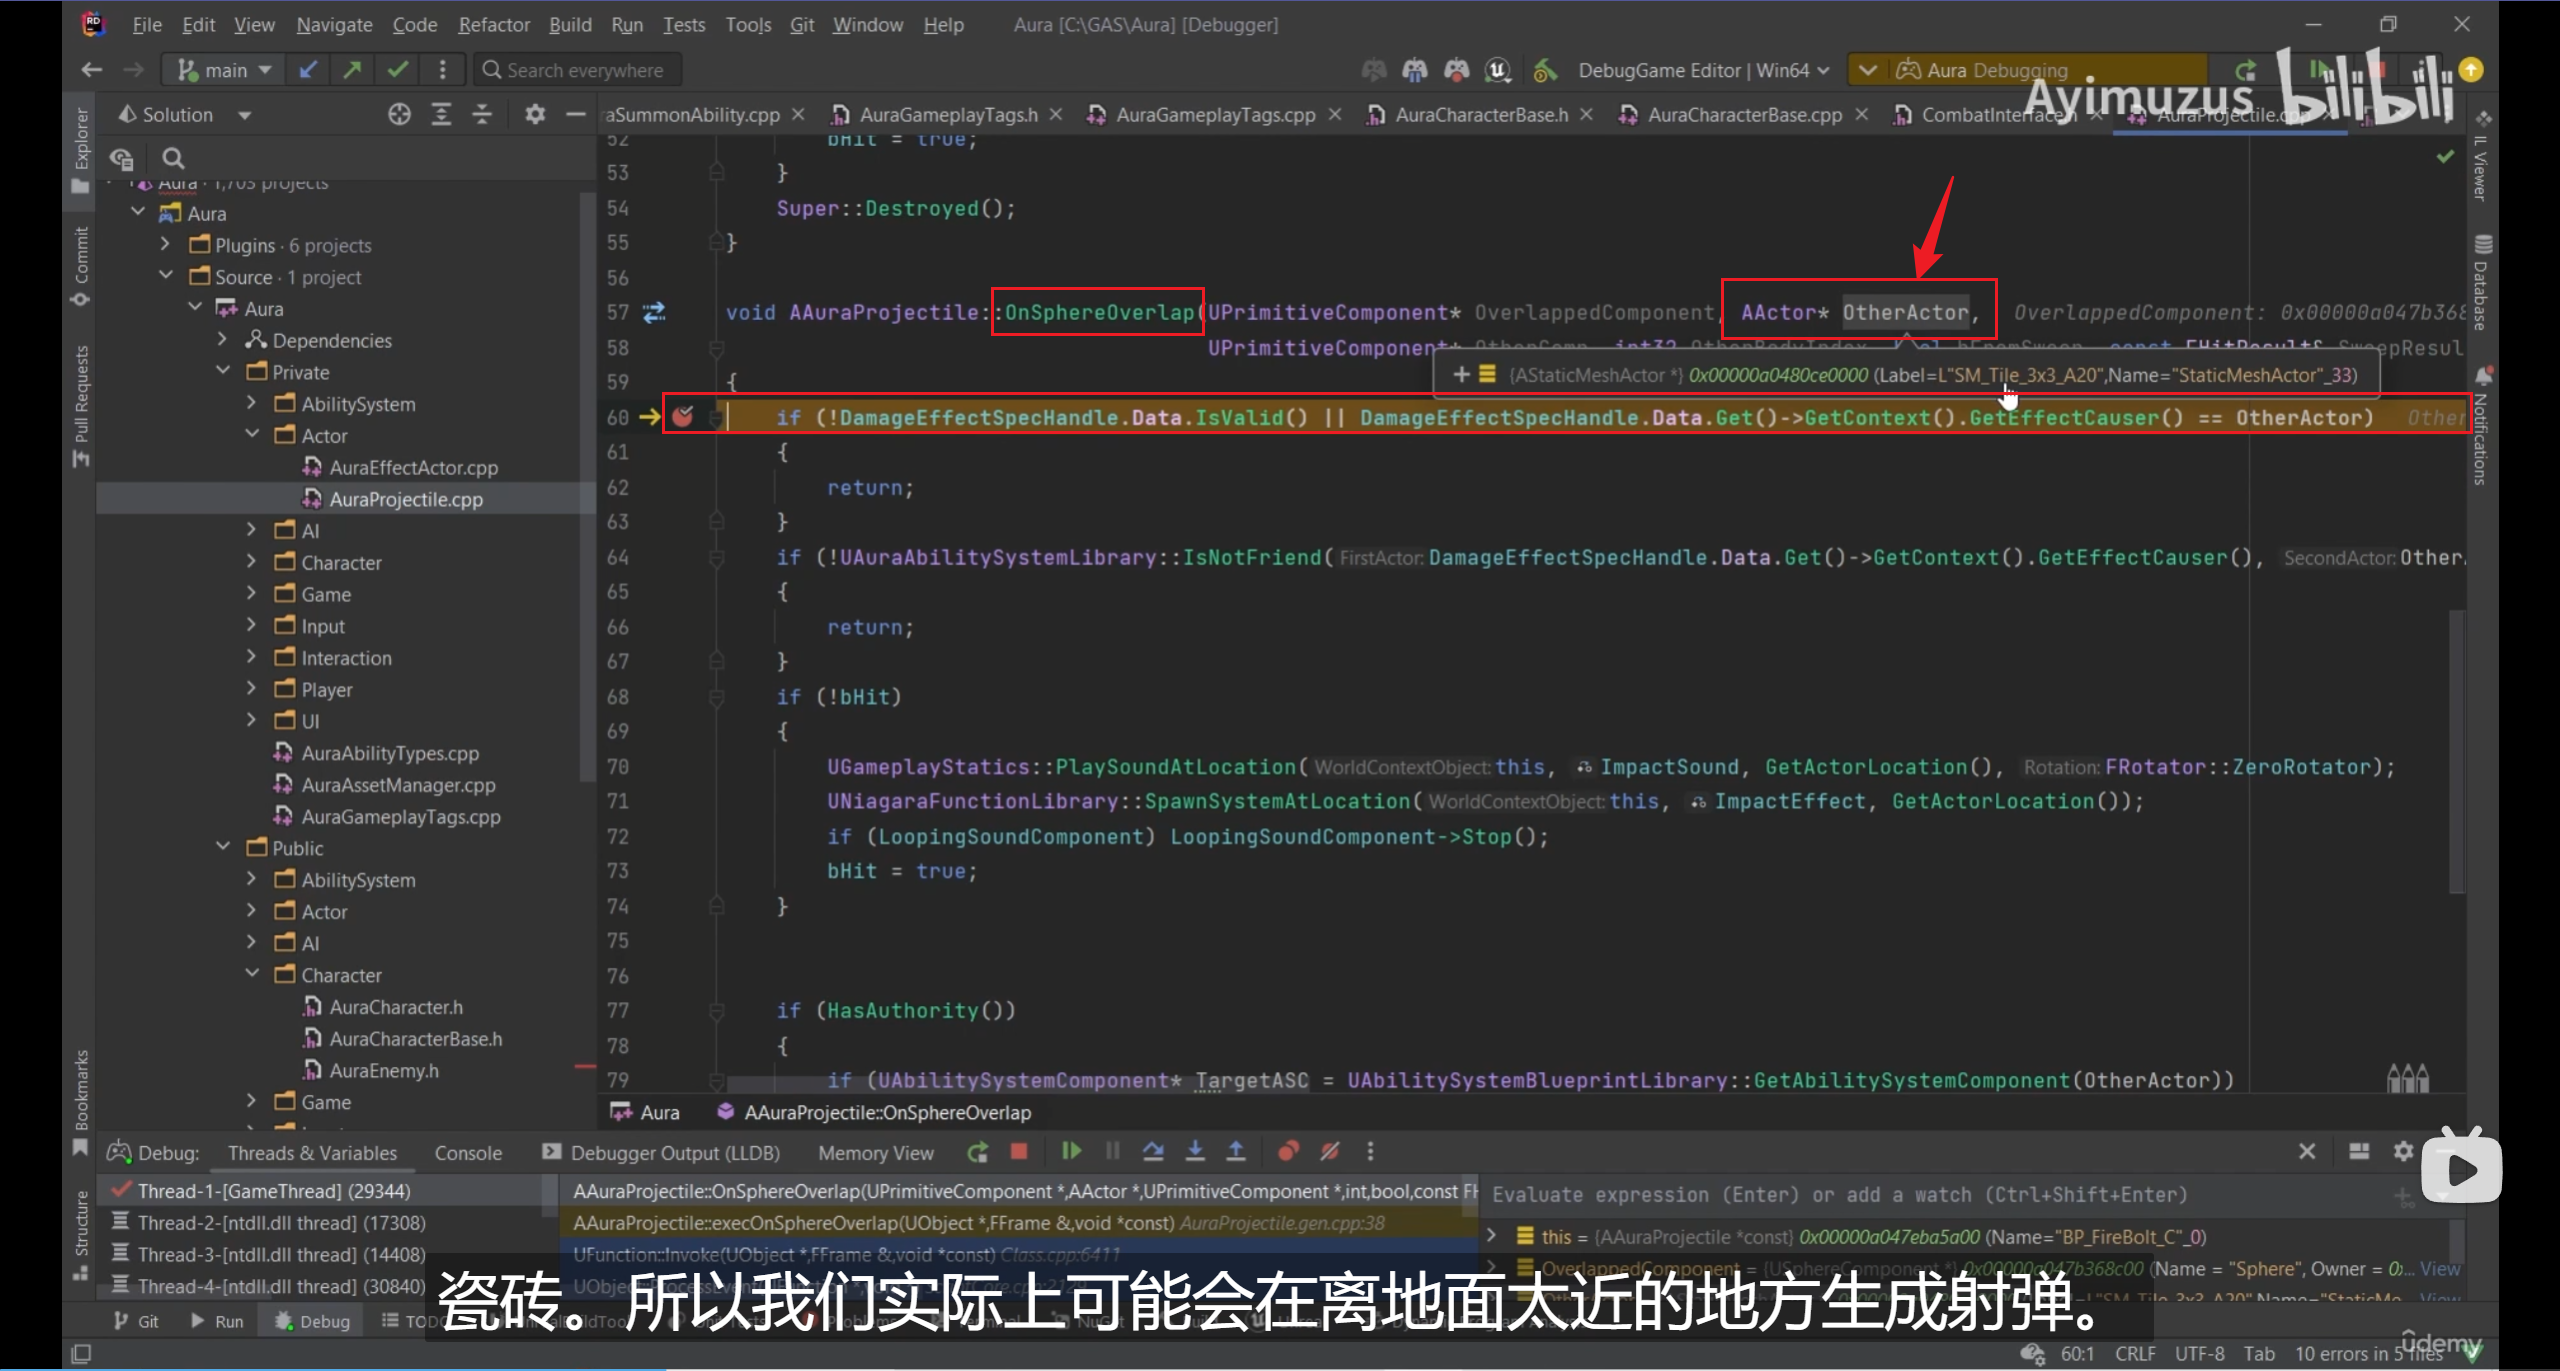 File Edit View Navigate Code Refactor Build Run Tests Tools Git Window Help Aura [C:\GAS\Aura] [Debugger]
main Search everywhere DebugGame Editor | Win64 Aura Debugging
Ayimuzus bilibili
Solution
raSummonAbility.cpp AuraGameplayTags.h AuraGameplayTags.cpp AuraCharacterBase.h AuraCharacterBase.cpp CombatInterface.h AuraProjectile.cpp
Explorer
Commit
Pull Requests
Bookmarks
Structure
IL Viewer
Database
Notifications
Aura · 1,703 projects
Aura
Plugins · 6 projects
Source · 1 project
Aura
Dependencies
Private
AbilitySystem
Actor
AuraEffectActor.cpp
AuraProjectile.cpp
AI
Character
Game
Input
Interaction
Player
UI
AuraAbilityTypes.cpp
AuraAssetManager.cpp
AuraGameplayTags.cpp
Public
AbilitySystem
Actor
AI
Character
AuraCharacter.h
AuraCharacterBase.h
AuraEnemy.h
Game
52 bHit = true;
53 }
54 Super::Destroyed();
55 }
56
57 void AAuraProjectile::OnSphereOverlap(UPrimitiveComponent* OverlappedComponent, AActor* OtherActor, OverlappedComponent: 0x00000a047b368
58 UPrimitiveComponent* OtherComp, int32 OtherBodyIndex, bool bFromSweep, const FHitResult& SweepResul
{AStaticMeshActor *} 0x00000a0480ce0000 (Label=L"SM_Tile_3x3_A20",Name="StaticMeshActor"_33)
59 {
60 if (!DamageEffectSpecHandle.Data.IsValid() || DamageEffectSpecHandle.Data.Get()->GetContext().GetEffectCauser() == OtherActor) Other
61 {
62 return;
63 }
64 if (!UAuraAbilitySystemLibrary::IsNotFriend( FirstActor: DamageEffectSpecHandle.Data.Get()->GetContext().GetEffectCauser(), SecondActor: OtherA
65 {
66 return;
67 }
68 if (!bHit)
69 {
70 UGameplayStatics::PlaySoundAtLocation( WorldContextObject: this, ImpactSound, GetActorLocation(), Rotation: FRotator::ZeroRotator);
71 UNiagaraFunctionLibrary::SpawnSystemAtLocation( WorldContextObject: this, ImpactEffect, GetActorLocation());
72 if (LoopingSoundComponent) LoopingSoundComponent->Stop();
73 bHit = true;
74 }
75
76
77 if (HasAuthority())
78 {
79 if (UAbilitySystemComponent* TargetASC = UAbilitySystemBlueprintLibrary::GetAbilitySystemComponent(OtherActor))
Aura AAuraProjectile::OnSphereOverlap
Debug: Threads & Variables Console Debugger Output (LLDB) Memory View
Thread-1-[GameThread] (29344)
Thread-2-[ntdll.dll thread] (17308)
Thread-3-[ntdll.dll thread] (14408)
Thread-4-[ntdll.dll thread] (30840)
AAuraProjectile::OnSphereOverlap(UPrimitiveComponent *,AActor *,UPrimitiveComponent *,int,bool,const FH
AAuraProjectile::execOnSphereOverlap(UObject *,FFrame &,void *const) AuraProjectile.gen.cpp:38
UFunction::Invoke(UObject *,FFrame &,void *const) Class.cpp:6411
Evaluate expression (Enter) or add a watch (Ctrl+Shift+Enter)
this = {AAuraProjectile *const} 0x00000a047eba5a00 (Name="BP_FireBolt_C"_0)
OverlappedComponent = {USphereComponent *} 0x00000a047b368c00 (Name = "Sphere", Owner = 0x... View
瓷砖。所以我们实际上可能会在离地面太近的地方生成射弹。
Git Run Debug TODO
60:1 CRLF UTF-8 Tab 10 errors in 5 files
ûdemy